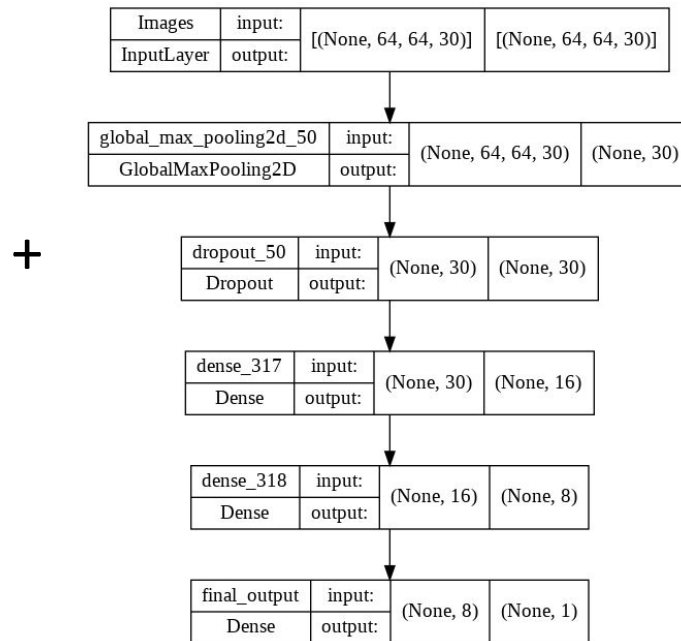 Images input: [(None, 64, 64, 30)] [(None, 64, 64, 30)]
InputLayer output:
global_max_pooling2d_50 input: (None, 64, 64, 30) (None, 30)
GlobalMaxPooling2D output:
+
dropout_50 input: (None, 30) (None, 30)
Dropout output:
dense_317 input: (None, 30) (None, 16)
Dense output:
dense_318 input: (None, 16) (None, 8)
Dense output:
final_output input: (None, 8) (None, 1)
Dense output: